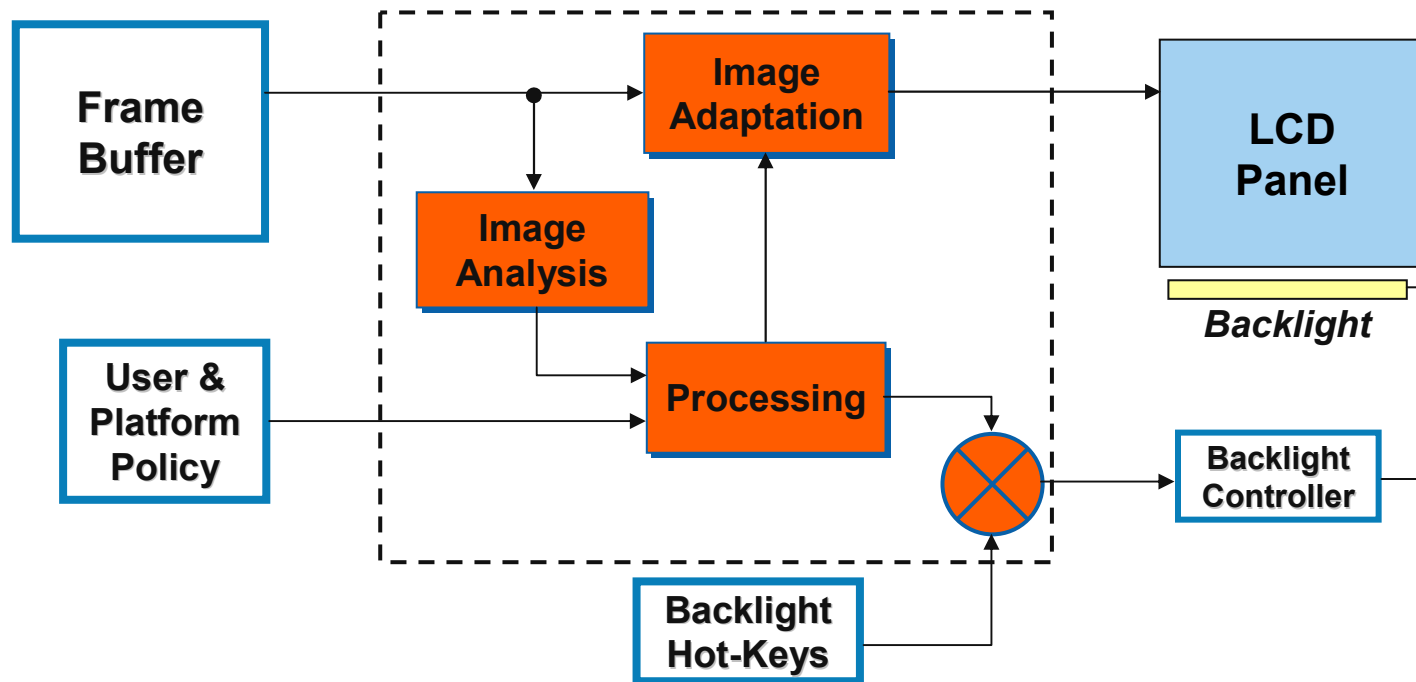 Frame
Buffer
Image
Adaptation
LCD
Panel
Image
Analysis
Backlight
User &
Platform
Policy
Processing
Backlight
Controller
Backlight
Hot-Keys